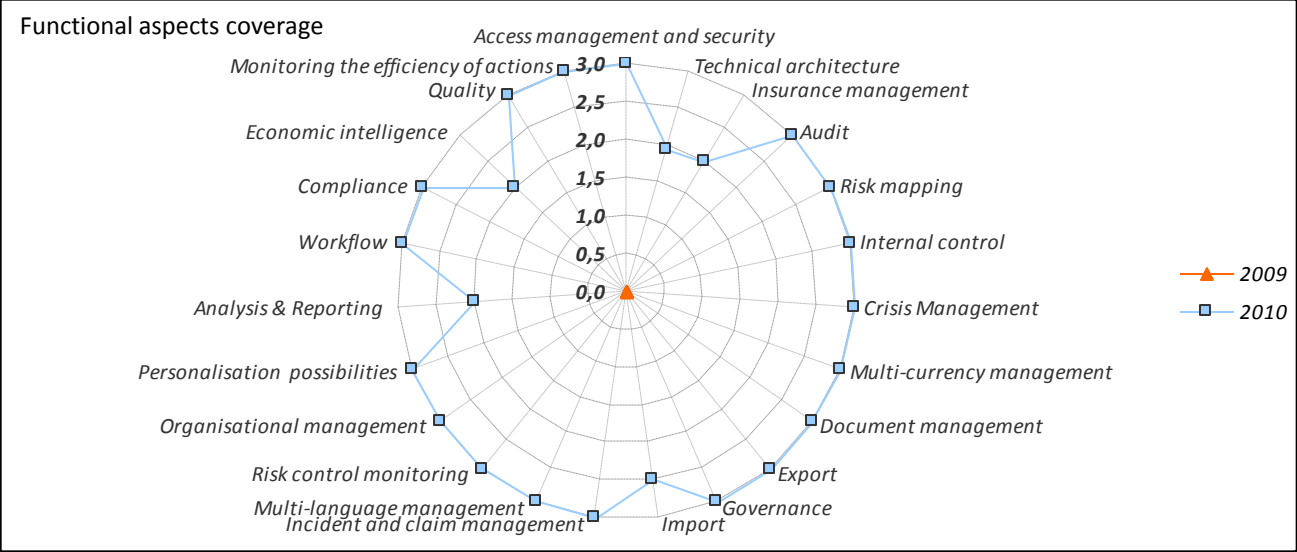 Functional aspects coverage
Access management and security
Monitoring the efficiency of actions
3,0
Technical architecture
Quality
Insurance management
2,5
Economic intelligence
Audit
2,0
Compliance
1,5
Risk mapping
1,0
Workflow
Internal control
0,5
2009
0,0
Analysis & Reporting
Crisis Management
2010
Personalisation possibilities
Multi-currency management
Organisational management
Document management
Risk control monitoring
Export
Multi-language management
Governance
Incident and claim management
Import